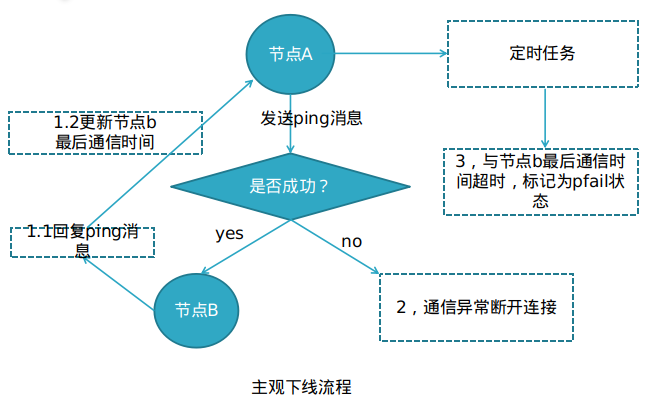 节点A
定时任务
发送ping消息
1.2更新节点b
最后通信时间
是否成功？
3，与节点b最后通信时
间超时，标记为pfail状
态
1.1回复ping消
息
yes
no
节点B
2，通信异常断开连接
主观下线流程